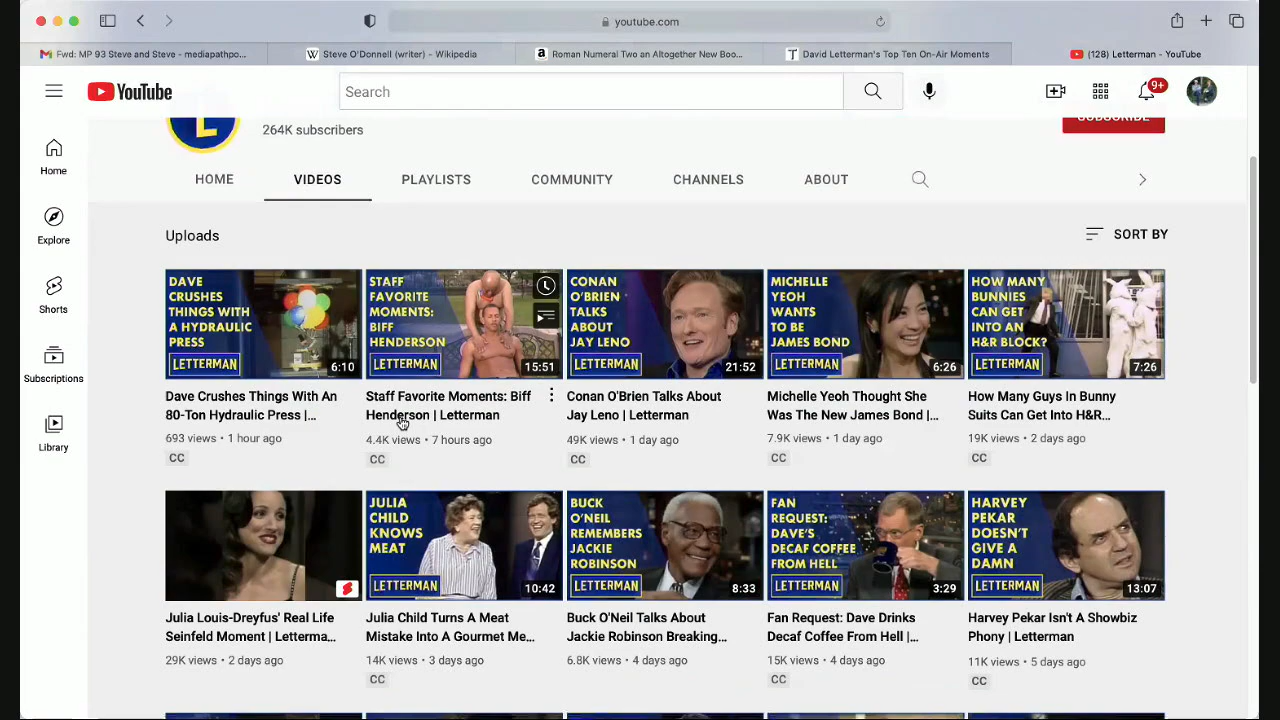 youtube.com
Fwd: MP 93 Steve and Steve - mediapathpo...
Steve O'Donnell (writer) - Wikipedia
Roman Numeral Two an Altogether New Boo...
David Letterman's Top Ten On-Air Moments
(128) Letterman - YouTube
YouTube
Search
9+
264K subscribers
SUBSCRIBE
HOME
VIDEOS
PLAYLISTS
COMMUNITY
CHANNELS
ABOUT
Home
Explore
Shorts
Subscriptions
Library
Uploads
SORT BY
DAVE
CRUSHES
THINGS WITH
A HYDRAULIC
PRESS
LETTERMAN
6:10
Dave Crushes Things With An
80-Ton Hydraulic Press |...
693 views • 1 hour ago
CC
STAFF
FAVORITE
MOMENTS:
BIFF
HENDERSON
LETTERMAN
15:51
Staff Favorite Moments: Biff
Henderson | Letterman
4.4K views • 7 hours ago
CC
CONAN
O'BRIEN
TALKS
ABOUT
JAY LENO
LETTERMAN
21:52
Conan O'Brien Talks About
Jay Leno | Letterman
49K views • 1 day ago
CC
MICHELLE
YEOH
WANTS
TO BE
JAMES BOND
LETTERMAN
6:26
Michelle Yeoh Thought She
Was The New James Bond |...
7.9K views • 1 day ago
CC
HOW MANY
BUNNIES
CAN GET
INTO AN
H&R BLOCK?
LETTERMAN
7:26
How Many Guys In Bunny
Suits Can Get Into H&R...
19K views • 2 days ago
CC
Julia Louis-Dreyfus' Real Life
Seinfeld Moment | Letterma...
29K views • 2 days ago
JULIA
CHILD
KNOWS
MEAT
LETTERMAN
10:42
Julia Child Turns A Meat
Mistake Into A Gourmet Me...
14K views • 3 days ago
CC
BUCK
O'NEIL
REMEMBERS
JACKIE
ROBINSON
LETTERMAN
8:33
Buck O'Neil Talks About
Jackie Robinson Breaking...
6.8K views • 4 days ago
FAN
REQUEST:
DAVE'S
DECAF COFFEE
FROM HELL
LETTERMAN
3:29
Fan Request: Dave Drinks
Decaf Coffee From Hell |...
15K views • 4 days ago
CC
HARVEY
PEKAR
DOESN'T
GIVE A
DAMN
LETTERMAN
13:07
Harvey Pekar Isn't A Showbiz
Phony | Letterman
11K views • 5 days ago
CC